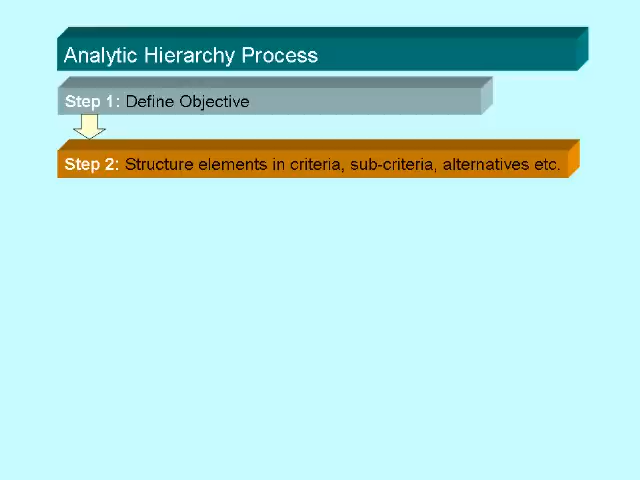 Analytic Hierarchy Process
Step 1: Define Objective
Step 2: Structure elements in criteria, sub-criteria, alternatives etc.